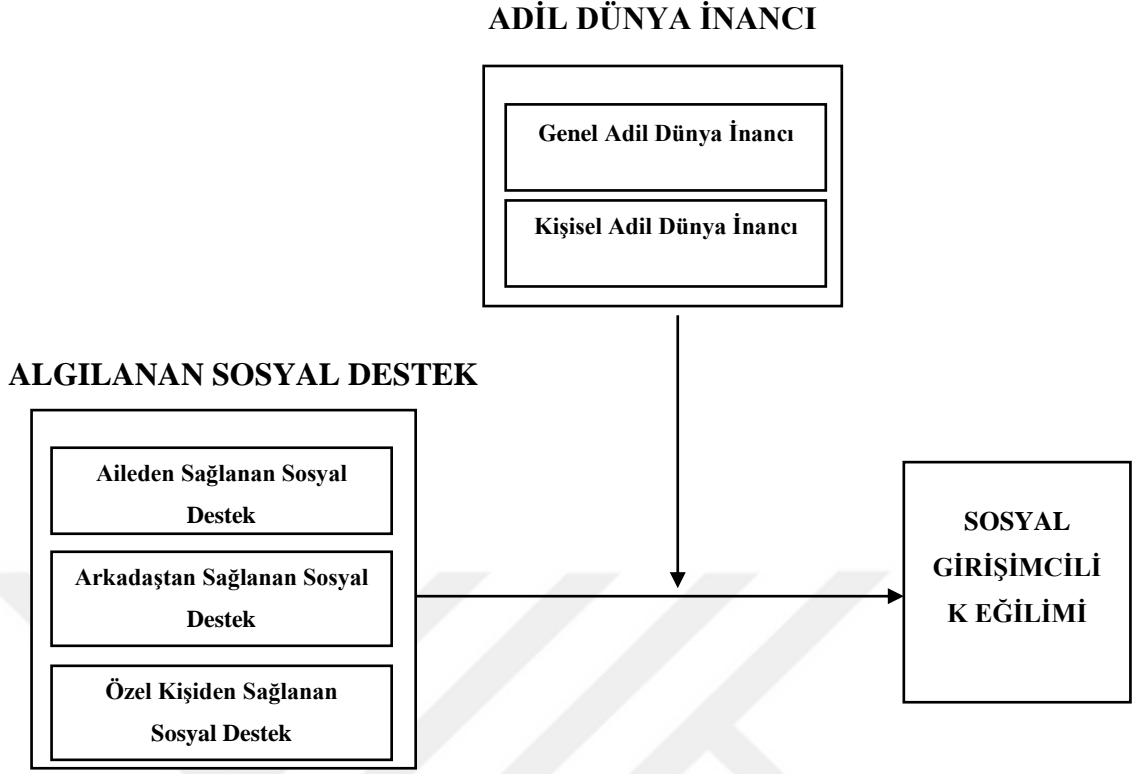 ADİL DÜNYA İNANCI
Genel Adil Dünya İnancı
Kişisel Adil Dünya İnancı
ALGILANAN SOSYAL DESTEK
Aileden Sağlanan Sosyal
Destek
Arkadaştan Sağlanan Sosyal
Destek
Özel Kişiden Sağlanan
Sosyal Destek
SOSYAL
GİRİŞİMCİLİ
K EĞİLİMİ